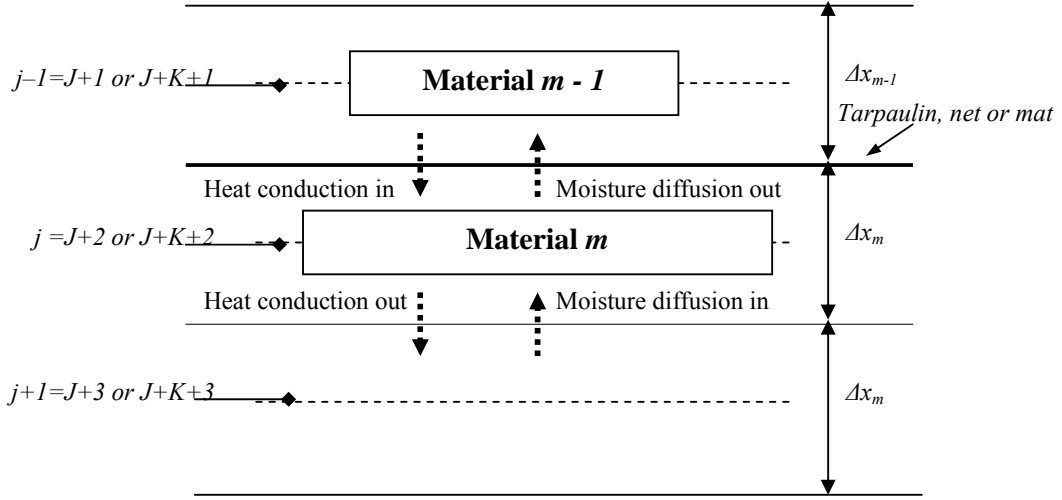 j–1=J+1 or J+K+1
Material m - 1
Δx_{m-1}
Tarpaulin, net or mat
Heat conduction in
Moisture diffusion out
j =J+2 or J+K+2
Material m
Δx_m
Heat conduction out
Moisture diffusion in
j+1=J+3 or J+K+3
Δx_m